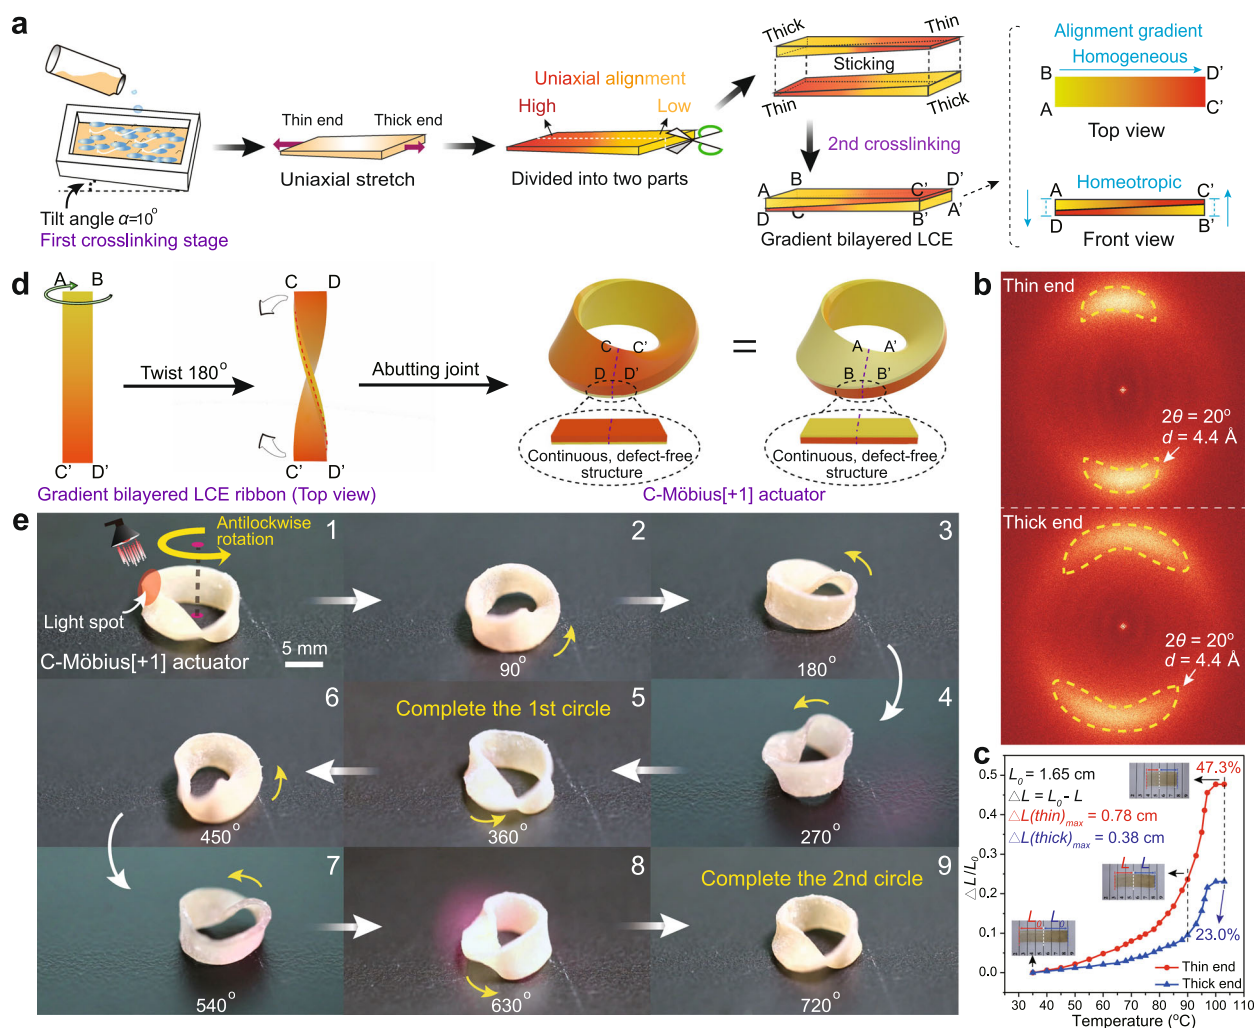 a
Tilt angle α=10°
First crosslinking stage
Thin end
Thick end
Uniaxial stretch
Uniaxial alignment
High
Low
Divided into two parts
Thick
Thin
Sticking
Thin
Thick
2nd crosslinking
A
B
C'
D'
D
C
B'
A'
Gradient bilayered LCE
Alignment gradient
Homogeneous
B
D'
A
C'
Top view
Homeotropic
A
C'
D
B'
Front view
d
A
B
C'
D'
Twist 180°
C
D
C'
D'
Abutting joint
C
C'
D
D'
Continuous, defect-free
structure
=
A
A'
B
B'
Continuous, defect-free
structure
Gradient bilayered LCE ribbon (Top view)
C-Möbius[+1] actuator
b
Thin end
2θ = 20°
d = 4.4 Å
Thick end
2θ = 20°
d = 4.4 Å
e
Antilockwise
rotation
1
Light spot
C-Möbius[+1] actuator
5 mm
2
90°
3
180°
4
270°
5
Complete the 1st circle
360°
6
450°
7
540°
8
630°
9
Complete the 2nd circle
720°
c
L0 = 1.65 cm
△L = L0 - L
△L(thin)max = 0.78 cm
△L(thick)max = 0.38 cm
47.3%
23.0%
L
L
L0
L0
Thin end
Thick end
△L/L0
0.5
0.4
0.3
0.2
0.1
0.0
30
40
50
60
70
80
90
100
110
Temperature (°C)